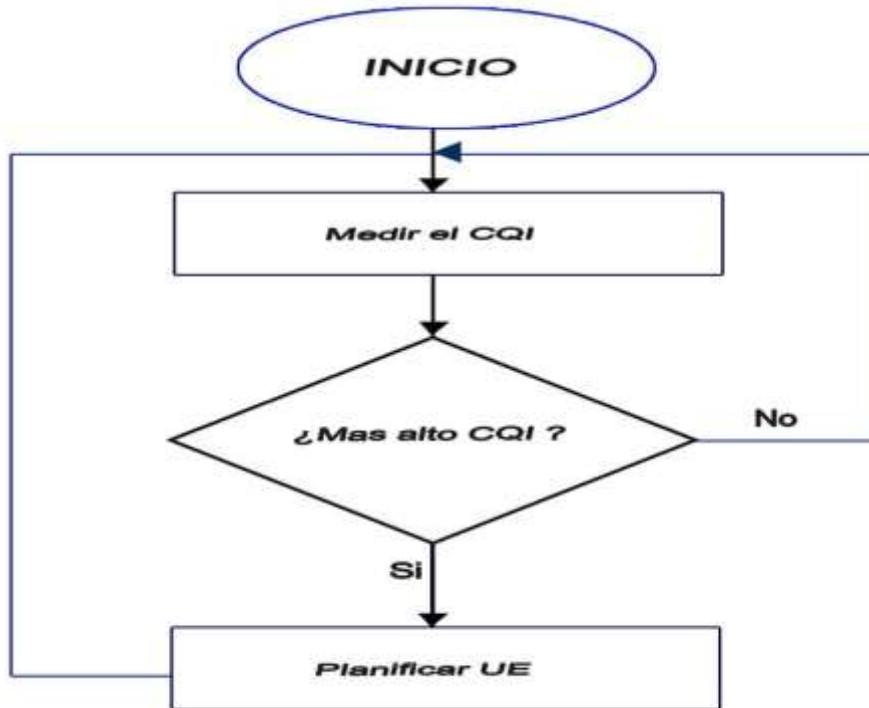 INICIO
Medir el CQI
¿Mas alto CQI ?
No
Si
Planificar UE